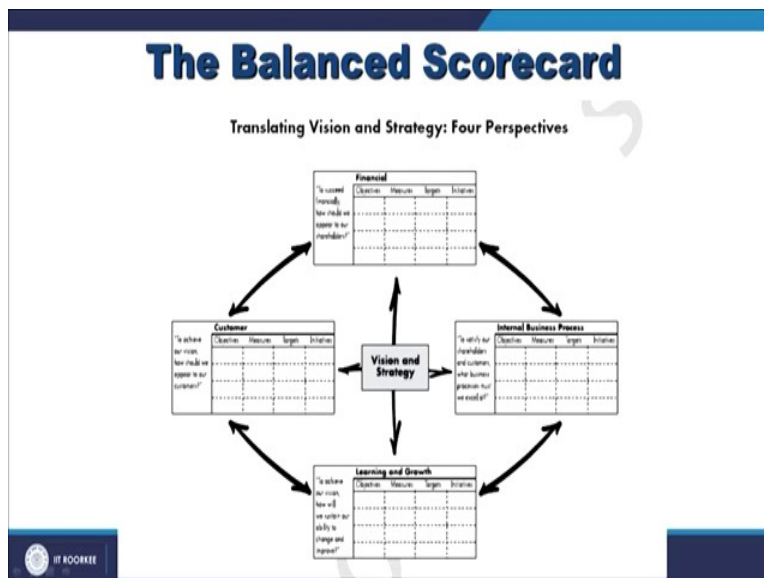 The Balanced Scorecard
Translating Vision and Strategy: Four Perspectives
Financial
"To succeed
financially,
how should we
appear to our
shareholders?"
Objectives Measures Targets Initiatives
Customer
"To achieve
our vision,
how should we
appear to our
customers?"
Objectives Measures Targets Initiatives
Vision and
Strategy
Internal Business Process
"To satisfy our
shareholders
and customers,
what business
processes must
we excel at?"
Objectives Measures Targets Initiatives
Learning and Growth
"To achieve
our vision,
how will
we sustain our
ability to
change and
improve?"
Objectives Measures Targets Initiatives
IIT ROORKEE